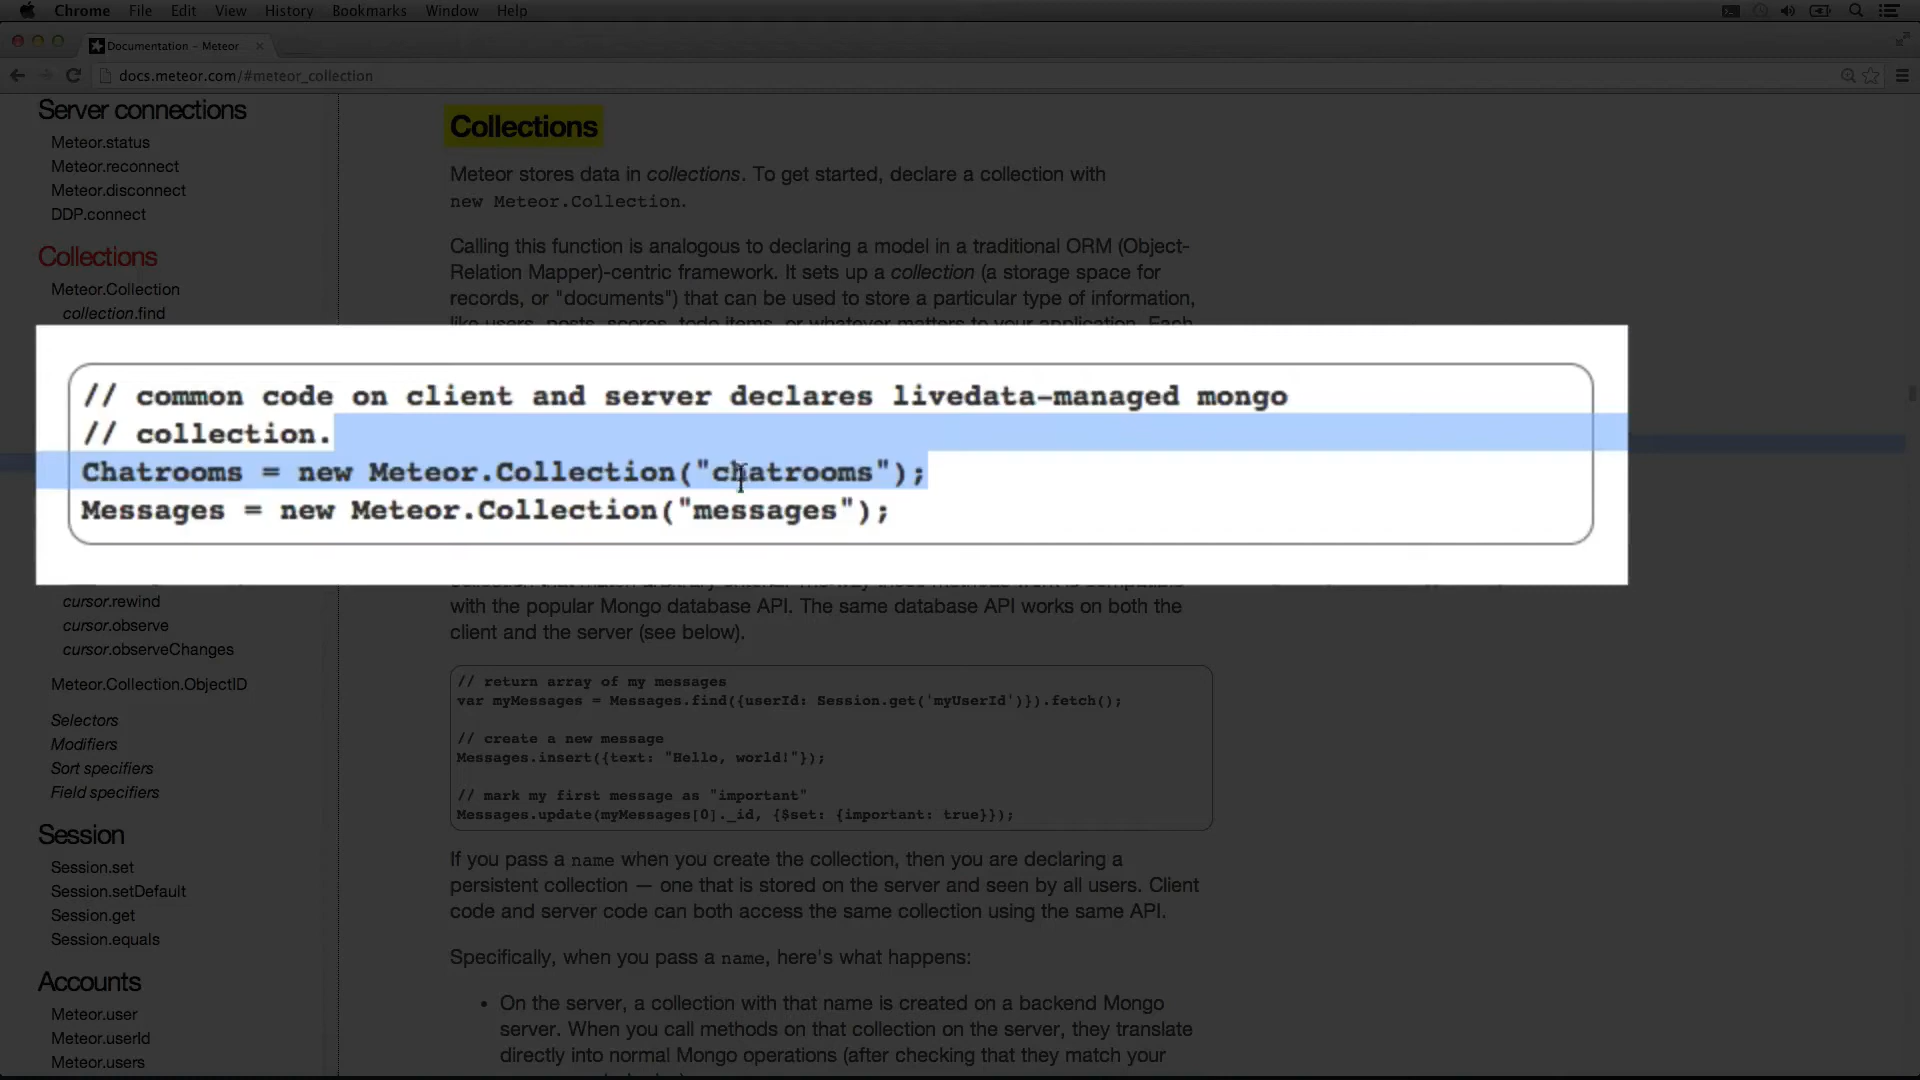 Chrome File Edit View History Bookmarks Window Help
Documentation - Meteor
docs.meteor.com/#meteor_collection
Server connections
Meteor.status
Meteor.reconnect
Meteor.disconnect
DDP.connect
Collections
Meteor.Collection
collection.find
cursor.rewind
cursor.observe
cursor.observeChanges
Meteor.Collection.ObjectID
Selectors
Modifiers
Sort specifiers
Field specifiers
Session
Session.set
Session.setDefault
Session.get
Session.equals
Accounts
Meteor.user
Meteor.userId
Meteor.users
Collections
Meteor stores data in collections. To get started, declare a collection with
new Meteor.Collection.
Calling this function is analogous to declaring a model in a traditional ORM (Object-
Relation Mapper)-centric framework. It sets up a collection (a storage space for
records, or "documents") that can be used to store a particular type of information,
like users, posts, scores, todo items, or whatever matters to your application. Each
// common code on client and server declares livedata-managed mongo
// collection.
Chatrooms = new Meteor.Collection("chatrooms");
Messages = new Meteor.Collection("messages");
with the popular Mongo database API. The same database API works on both the
client and the server (see below).
// return array of my messages
var myMessages = Messages.find({userId: Session.get('myUserId')}).fetch();
// create a new message
Messages.insert({text: "Hello, world!"});
// mark my first message as "important"
Messages.update(myMessages[0]._id, {$set: {important: true}});
If you pass a name when you create the collection, then you are declaring a
persistent collection — one that is stored on the server and seen by all users. Client
code and server code can both access the same collection using the same API.
Specifically, when you pass a name, here's what happens:
• On the server, a collection with that name is created on a backend Mongo
server. When you call methods on that collection on the server, they translate
directly into normal Mongo operations (after checking that they match your